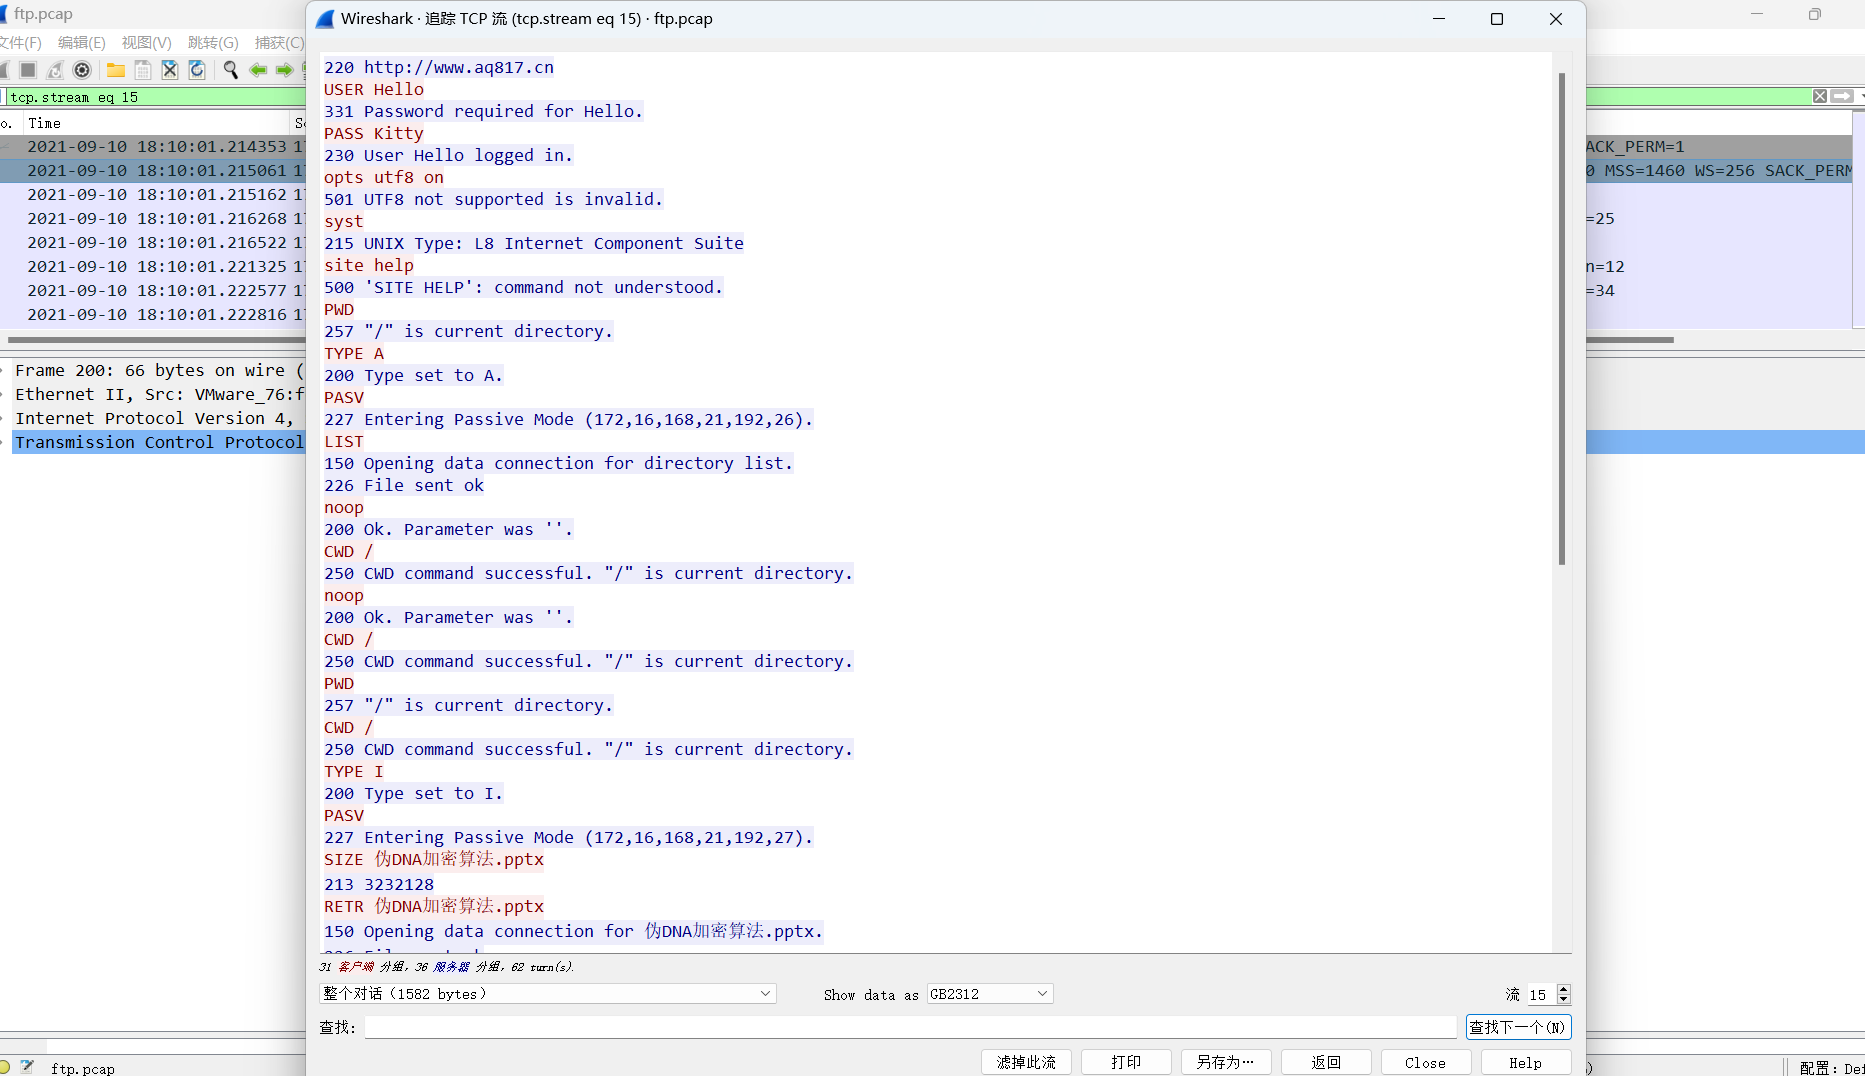 ftp.pcap
Wireshark · 追踪 TCP 流 (tcp.stream eq 15) · ftp.pcap
文件(F) 编辑(E) 视图(V) 跳转(G) 捕获(C)
tcp.stream eq 15
o. Time
2021-09-10 18:10:01.214353
ACK_PERM=1
2021-09-10 18:10:01.215061
0 MSS=1460 WS=256 SACK_PERM
2021-09-10 18:10:01.215162
2021-09-10 18:10:01.216268
=25
2021-09-10 18:10:01.216522
2021-09-10 18:10:01.221325
n=12
2021-09-10 18:10:01.222577
=34
2021-09-10 18:10:01.222816
Frame 200: 66 bytes on wire (
Ethernet II, Src: VMware_76:f
Internet Protocol Version 4,
Transmission Control Protocol
220 http://www.aq817.cn
USER Hello
331 Password required for Hello.
PASS Kitty
230 User Hello logged in.
opts utf8 on
501 UTF8 not supported is invalid.
syst
215 UNIX Type: L8 Internet Component Suite
site help
500 'SITE HELP': command not understood.
PWD
257 "/" is current directory.
TYPE A
200 Type set to A.
PASV
227 Entering Passive Mode (172,16,168,21,192,26).
LIST
150 Opening data connection for directory list.
226 File sent ok
noop
200 Ok. Parameter was ''.
CWD /
250 CWD command successful. "/" is current directory.
noop
200 Ok. Parameter was ''.
CWD /
250 CWD command successful. "/" is current directory.
PWD
257 "/" is current directory.
CWD /
250 CWD command successful. "/" is current directory.
TYPE I
200 Type set to I.
PASV
227 Entering Passive Mode (172,16,168,21,192,27).
SIZE 伪DNA加密算法.pptx
213 3232128
RETR 伪DNA加密算法.pptx
150 Opening data connection for 伪DNA加密算法.pptx.
31 客户端 分组, 36 服务器 分组, 62 turn(s).
整个对话 (1582 bytes)
Show data as GB2312
流 15
查找:
查找下一个(N)
滤掉此流 打印 另存为… 返回 Close Help
ftp.pcap
配置: Def